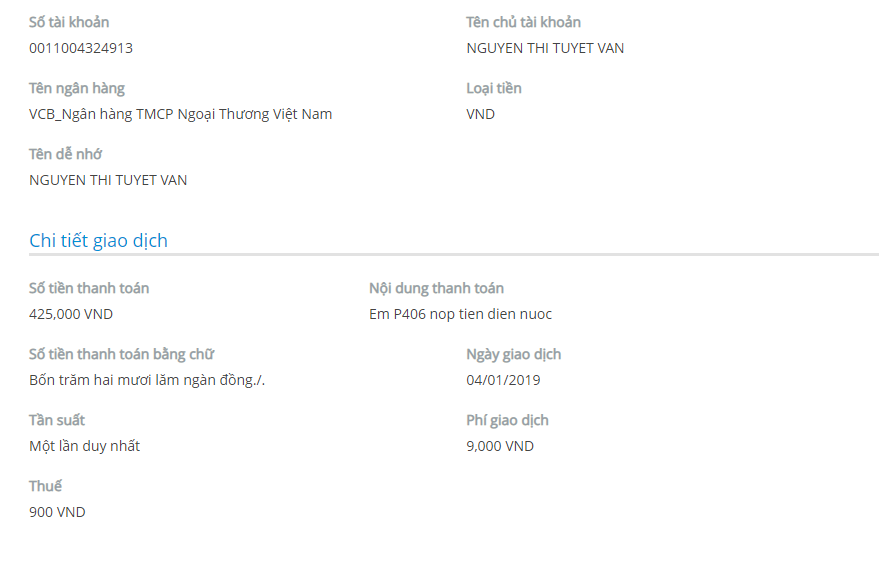 Số tài khoản
Tên chủ tài khoản
0011004324913
NGUYEN THI TUYET VAN
Tên ngân hàng
Loại tiền
VCB_Ngân hàng TMCP Ngoại Thương Việt Nam
VND
Tên dễ nhớ
NGUYEN THI TUYET VAN
Chi tiết giao dịch
Số tiền thanh toán
Nội dung thanh toán
425,000 VND
Em P406 nop tien dien nuoc
Số tiền thanh toán bằng chữ
Ngày giao dịch
Bốn trăm hai mươi lăm ngàn đồng./.
04/01/2019
Tần suất
Phí giao dịch
Một lần duy nhất
9,000 VND
Thuế
900 VND